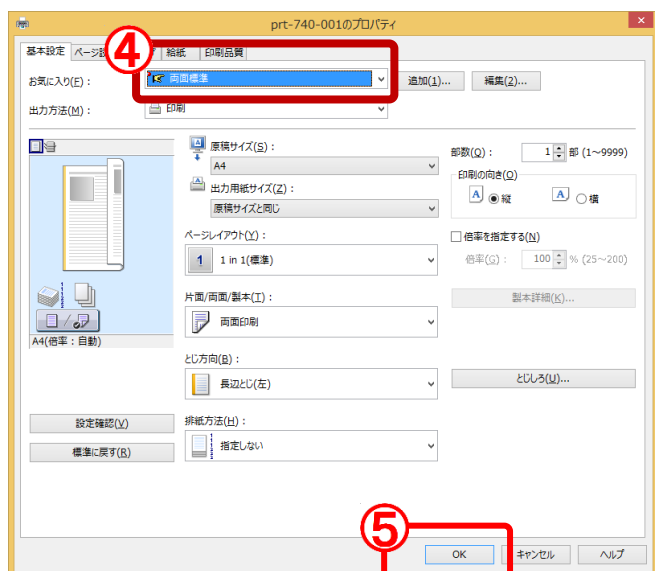 prt-740-001のプロパティ
基本設定 ページ設 給紙 印刷品質
④
お気に入り(F)： 両面標準 追加(1)... 編集(2)...
出力方法(M)： 印刷
原稿サイズ(S)：
A4
出力用紙サイズ(Z)：
原稿サイズと同じ
部数(Q)： 1 部 (1～9999)
印刷の向き(O)
A 縦 A 横
ページレイアウト(Y)：
1 1 in 1(標準)
倍率を指定する(N)
倍率(G)： 100 % (25～200)
片面/両面/製本(T)：
両面印刷
製本詳細(K)...
A4(倍率：自動)
とじ方向(B)：
長辺とじ(左)
とじしろ(U)...
設定確認(V)
排紙方法(H)：
指定しない
標準に戻す(R)
⑤
OK キャンセル ヘルプ